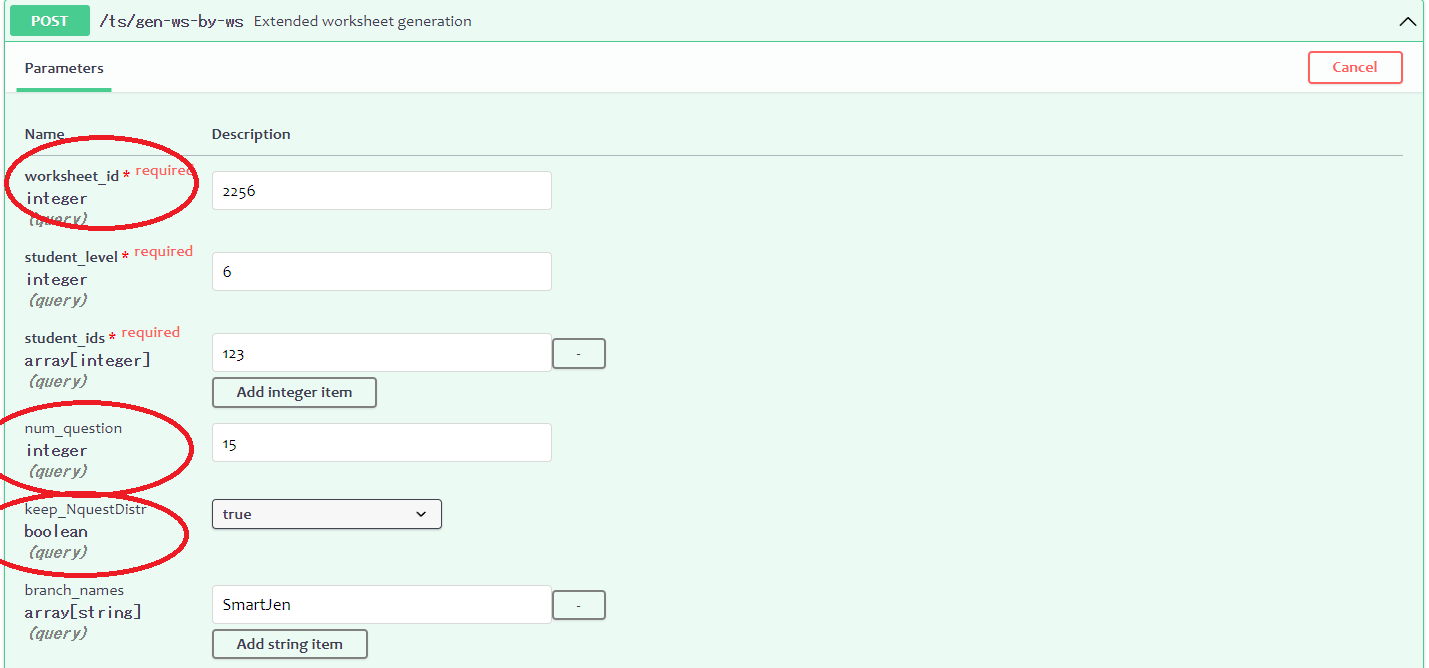 POST /ts/gen-ws-by-ws Extended worksheet generation
Parameters
Cancel
Name Description
worksheet_id * required
integer
(query)
2256
student_level * required
integer
(query)
6
student_ids * required
array[integer]
(query)
123
-
Add integer item
num_question
integer
(query)
15
keep_NquestDistr
boolean
(query)
true
branch_names
array[string]
(query)
SmartJen
-
Add string item